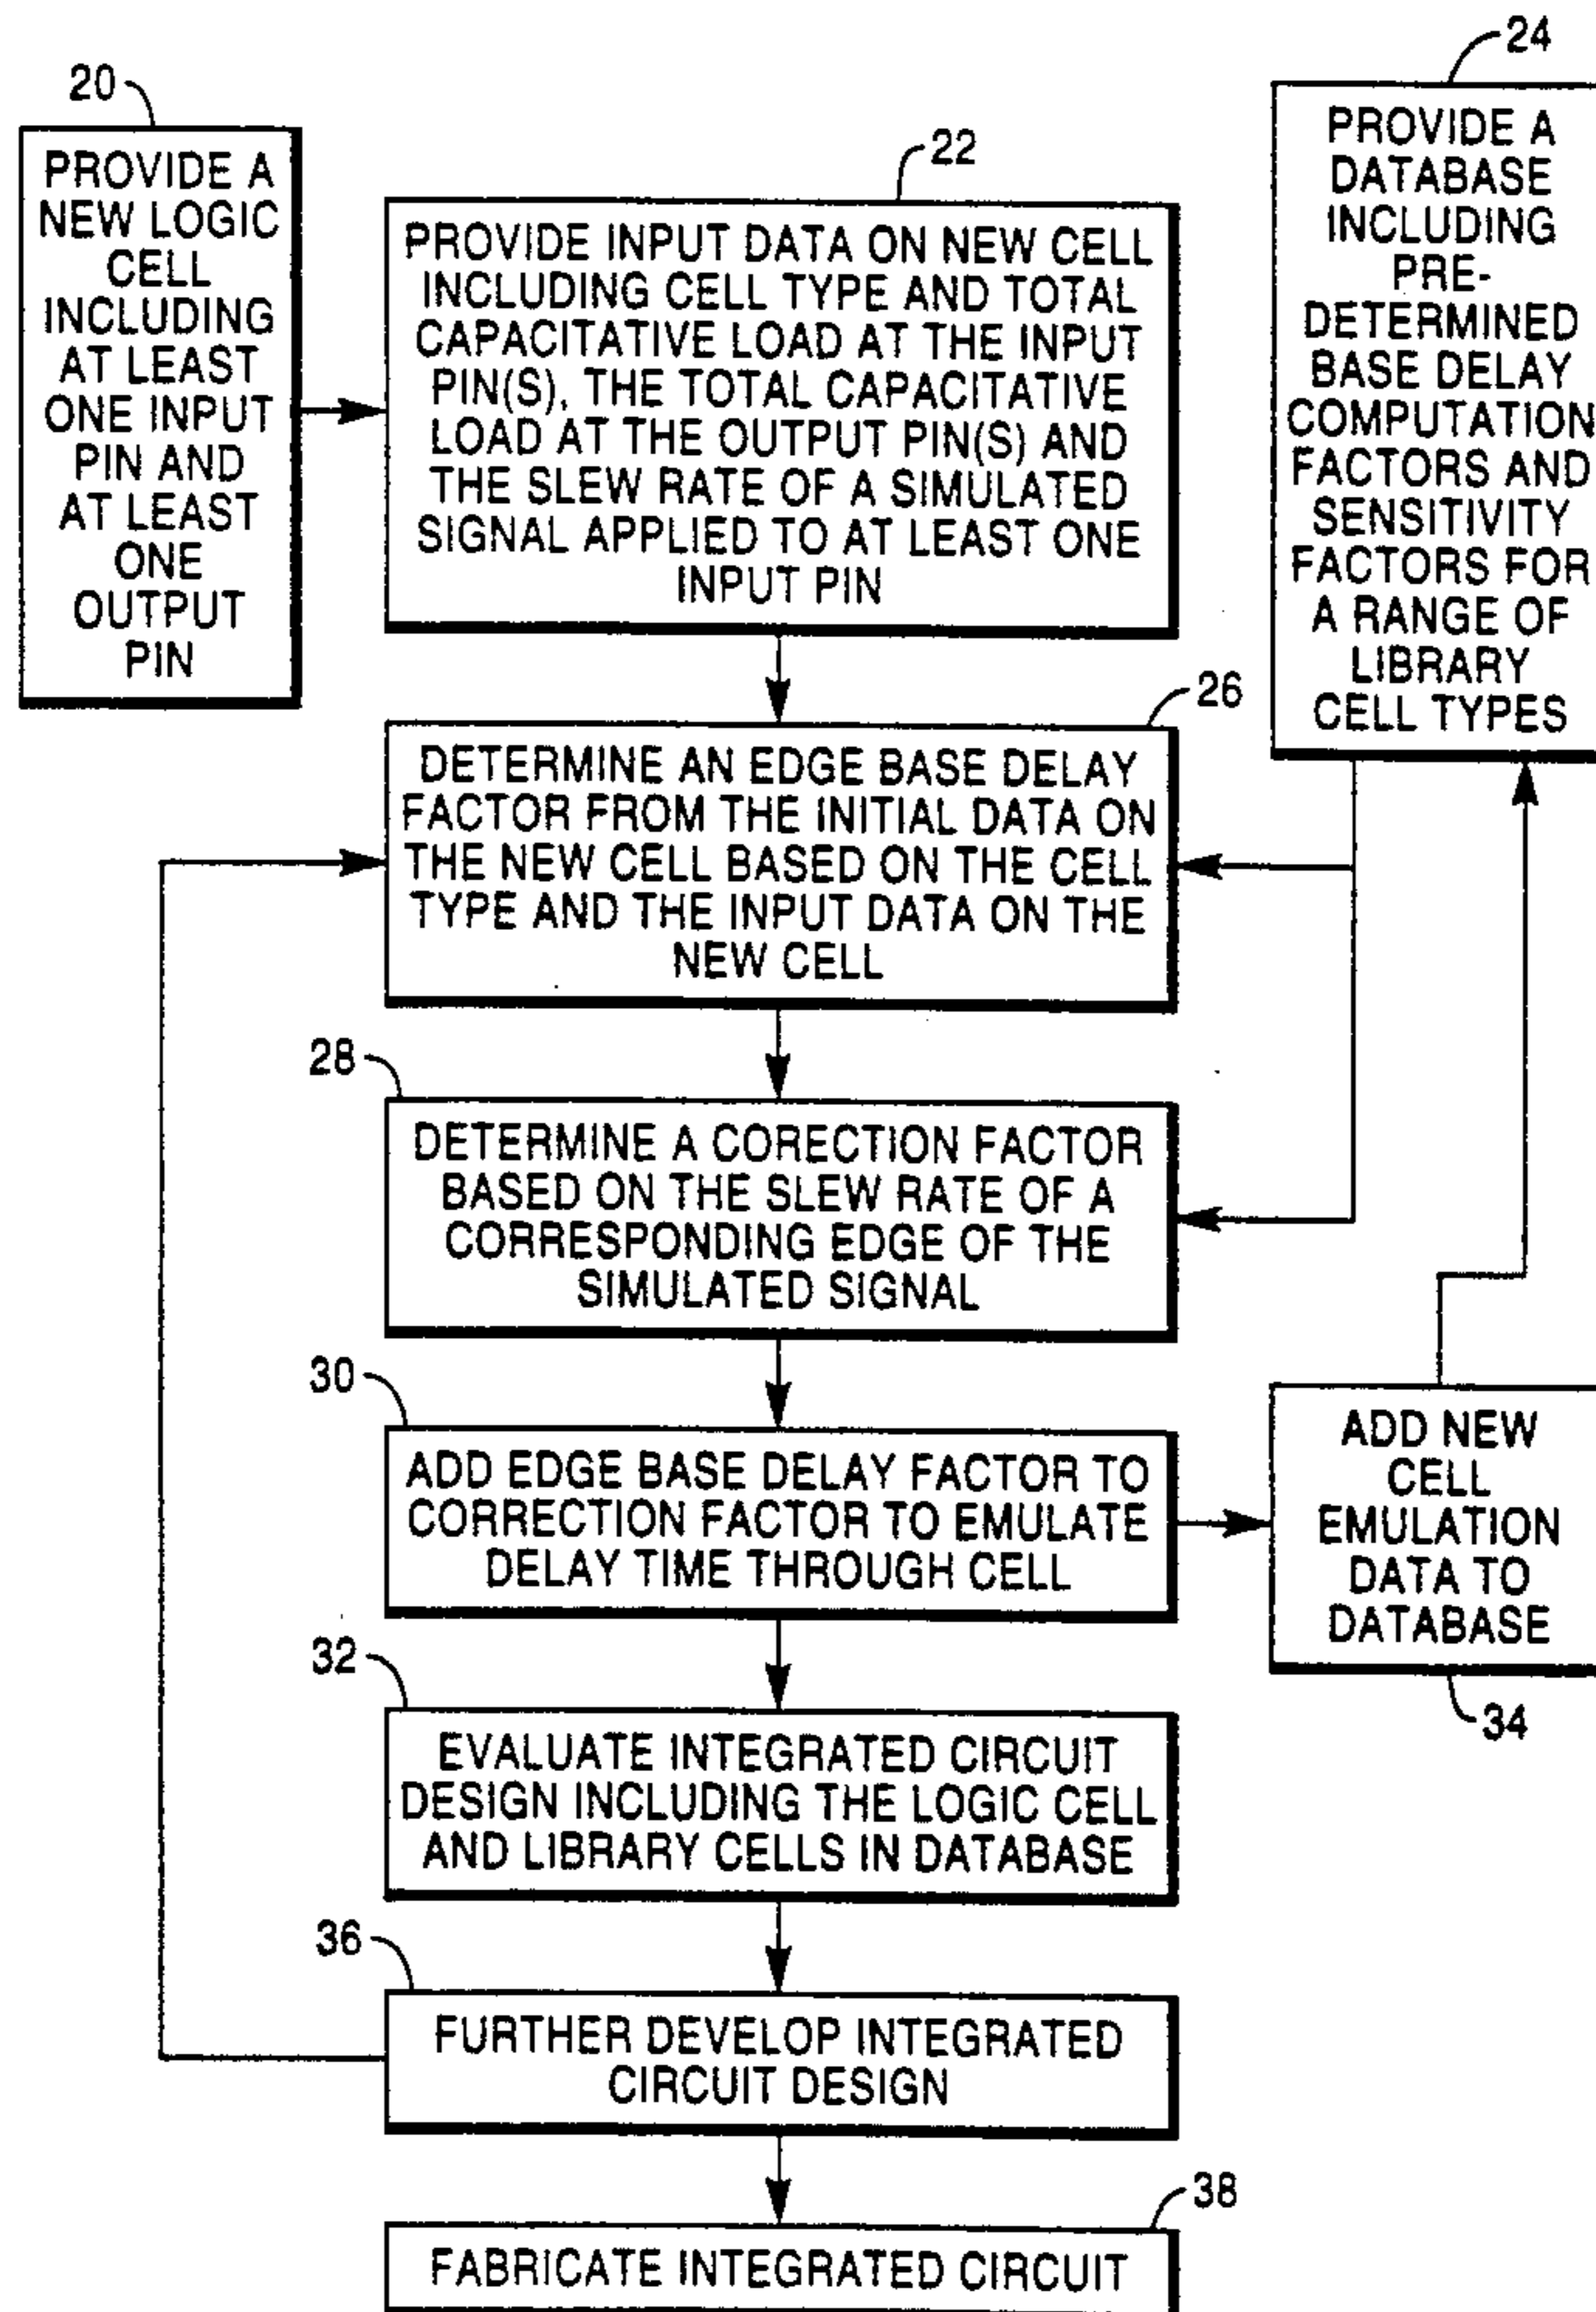 20
PROVIDE A
NEW LOGIC
CELL
INCLUDING
AT LEAST
ONE INPUT
PIN AND
AT LEAST
ONE
OUTPUT
PIN
22
PROVIDE INPUT DATA ON NEW CELL
INCLUDING CELL TYPE AND TOTAL
CAPACITATIVE LOAD AT THE INPUT
PIN(S), THE TOTAL CAPACITATIVE
LOAD AT THE OUTPUT PIN(S) AND
THE SLEW RATE OF A SIMULATED
SIGNAL APPLIED TO AT LEAST ONE
INPUT PIN
24
PROVIDE A
DATABASE
INCLUDING
PRE-
DETERMINED
BASE DELAY
COMPUTATION
FACTORS AND
SENSITIVITY
FACTORS FOR
A RANGE OF
LIBRARY
CELL TYPES
26
DETERMINE AN EDGE BASE DELAY
FACTOR FROM THE INITIAL DATA ON
THE NEW CELL BASED ON THE CELL
TYPE AND THE INPUT DATA ON THE
NEW CELL
28
DETERMINE A CORECTION FACTOR
BASED ON THE SLEW RATE OF A
CORRESPONDING EDGE OF THE
SIMULATED SIGNAL
30
ADD EDGE BASE DELAY FACTOR TO
CORRECTION FACTOR TO EMULATE
DELAY TIME THROUGH CELL
ADD NEW
CELL
EMULATION
DATA TO
DATABASE
34
32
EVALUATE INTEGRATED CIRCUIT
DESIGN INCLUDING THE LOGIC CELL
AND LIBRARY CELLS IN DATABASE
36
FURTHER DEVELOP INTEGRATED
CIRCUIT DESIGN
38
FABRICATE INTEGRATED CIRCUIT